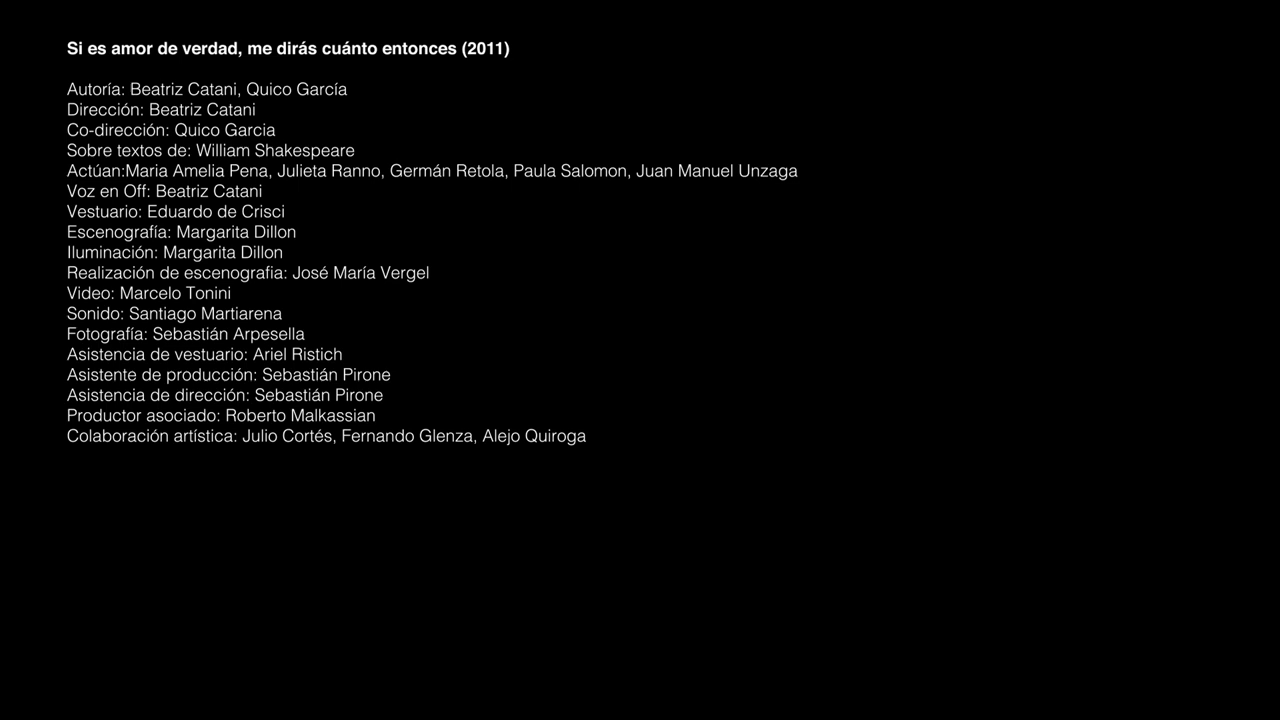 Si es amor de verdad, me dirás cuánto entonces (2011)
Autoría: Beatriz Catani, Quico García
Dirección: Beatriz Catani
Co-dirección: Quico Garcia
Sobre textos de: William Shakespeare
Actúan:Maria Amelia Pena, Julieta Ranno, Germán Retola, Paula Salomon, Juan Manuel Unzaga
Voz en Off: Beatriz Catani
Vestuario: Eduardo de Crisci
Escenografía: Margarita Dillon
Iluminación: Margarita Dillon
Realización de escenografia: José María Vergel
Video: Marcelo Tonini
Sonido: Santiago Martiarena
Fotografía: Sebastián Arpesella
Asistencia de vestuario: Ariel Ristich
Asistente de producción: Sebastián Pirone
Asistencia de dirección: Sebastián Pirone
Productor asociado: Roberto Malkassian
Colaboración artística: Julio Cortés, Fernando Glenza, Alejo Quiroga